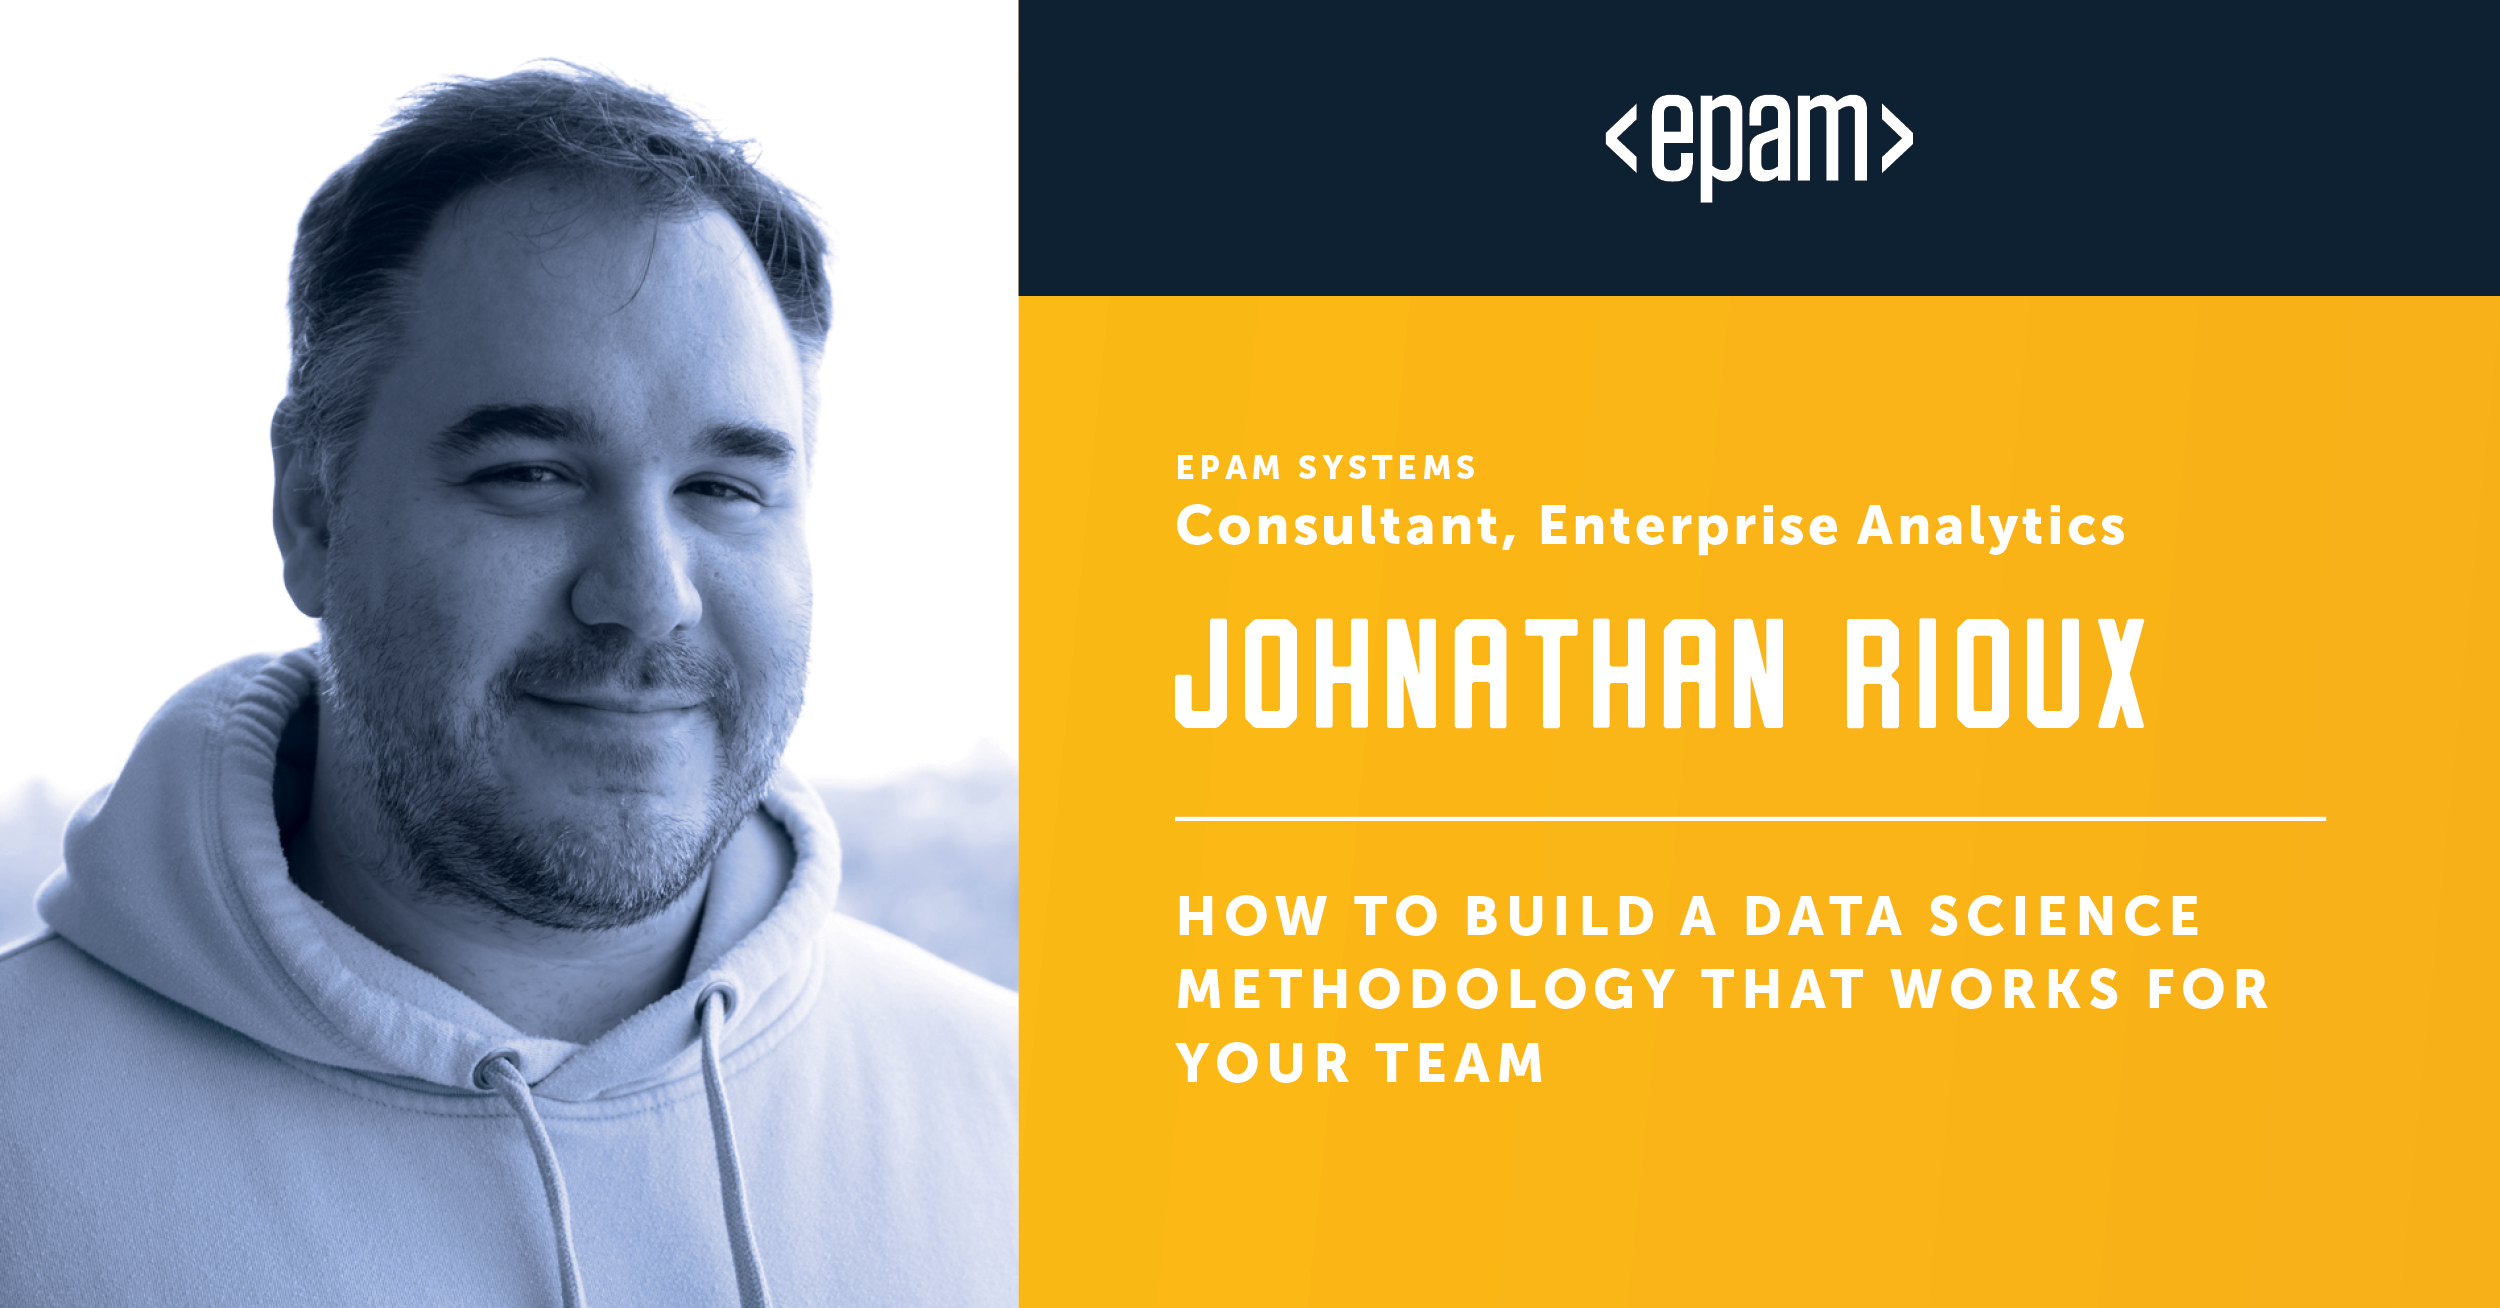 <epam>
EPAM SYSTEMS
Consultant, Enterprise Analytics
JOHNATHAN RIOUX
HOW TO BUILD A DATA SCIENCE
METHODOLOGY THAT WORKS FOR
YOUR TEAM